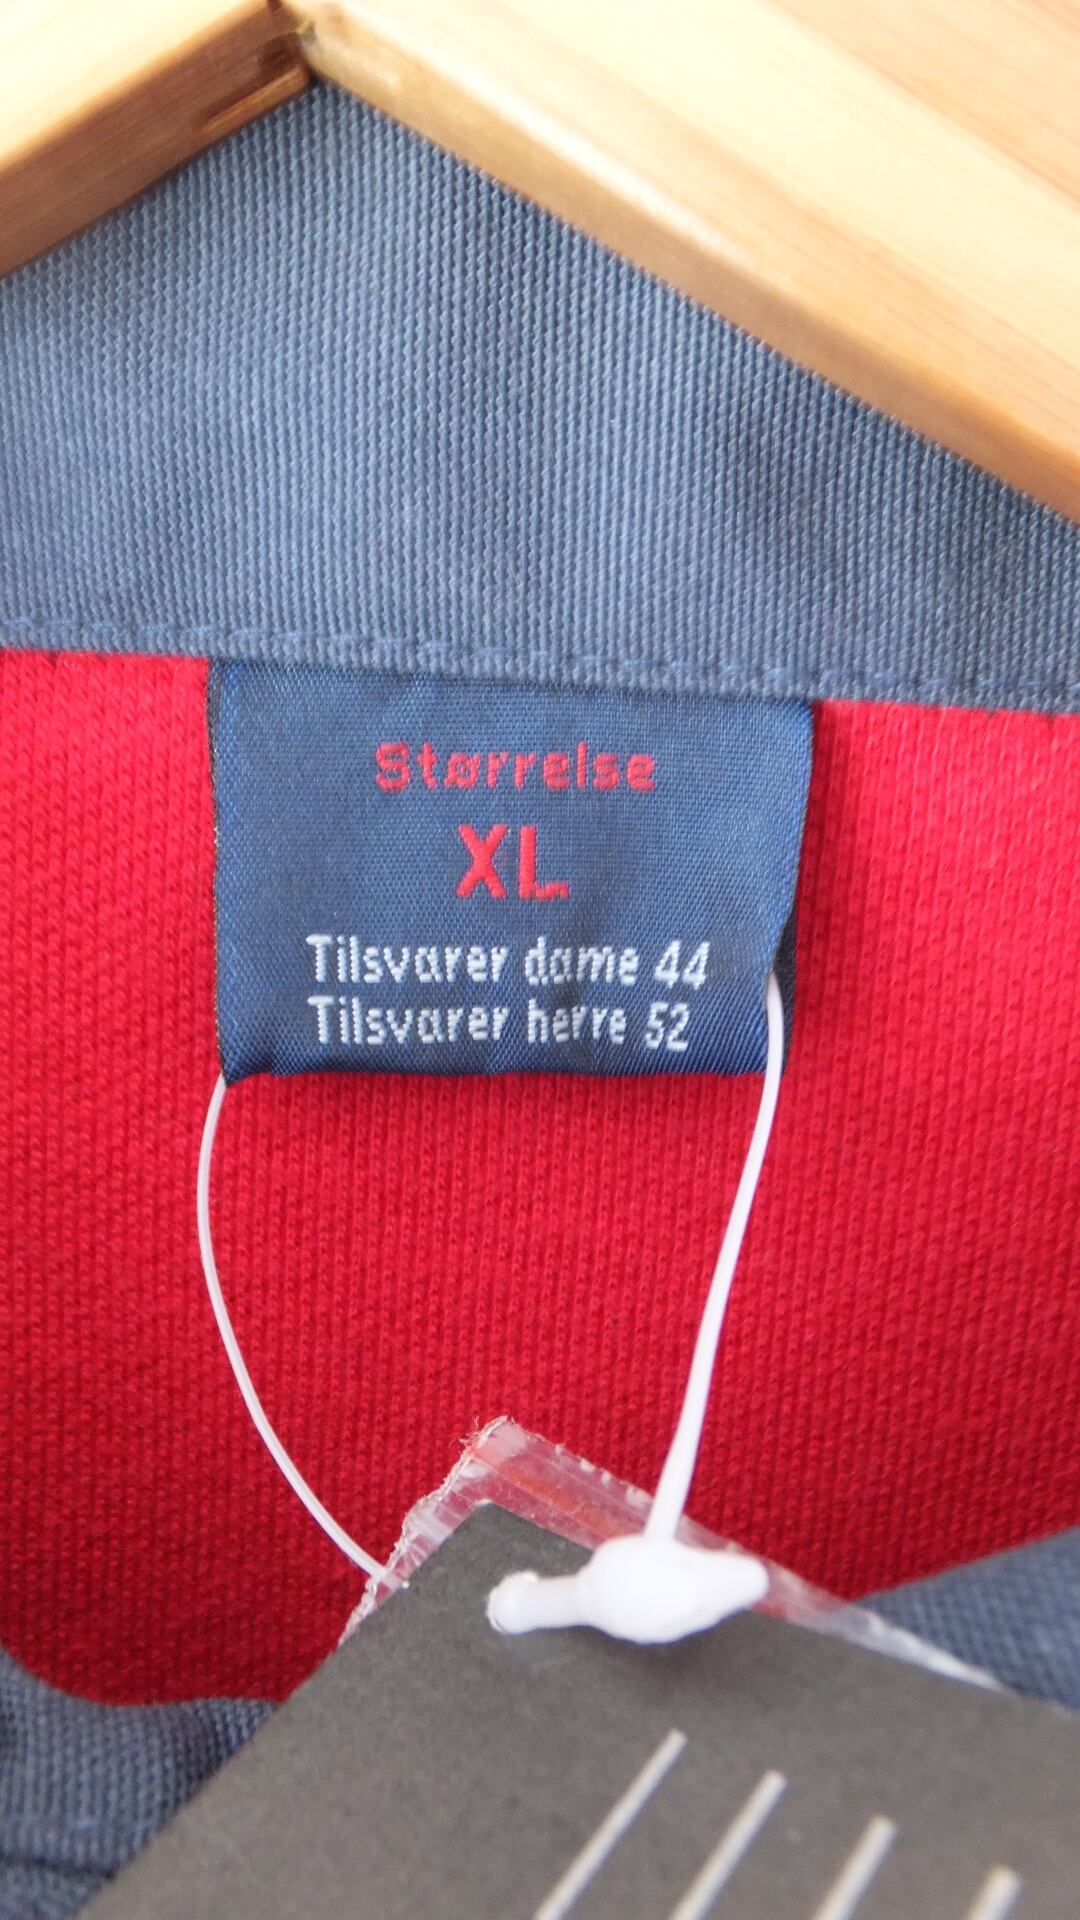 Størrelse
XL
Tilsvarer dame 44
Tilsvarer herre 52